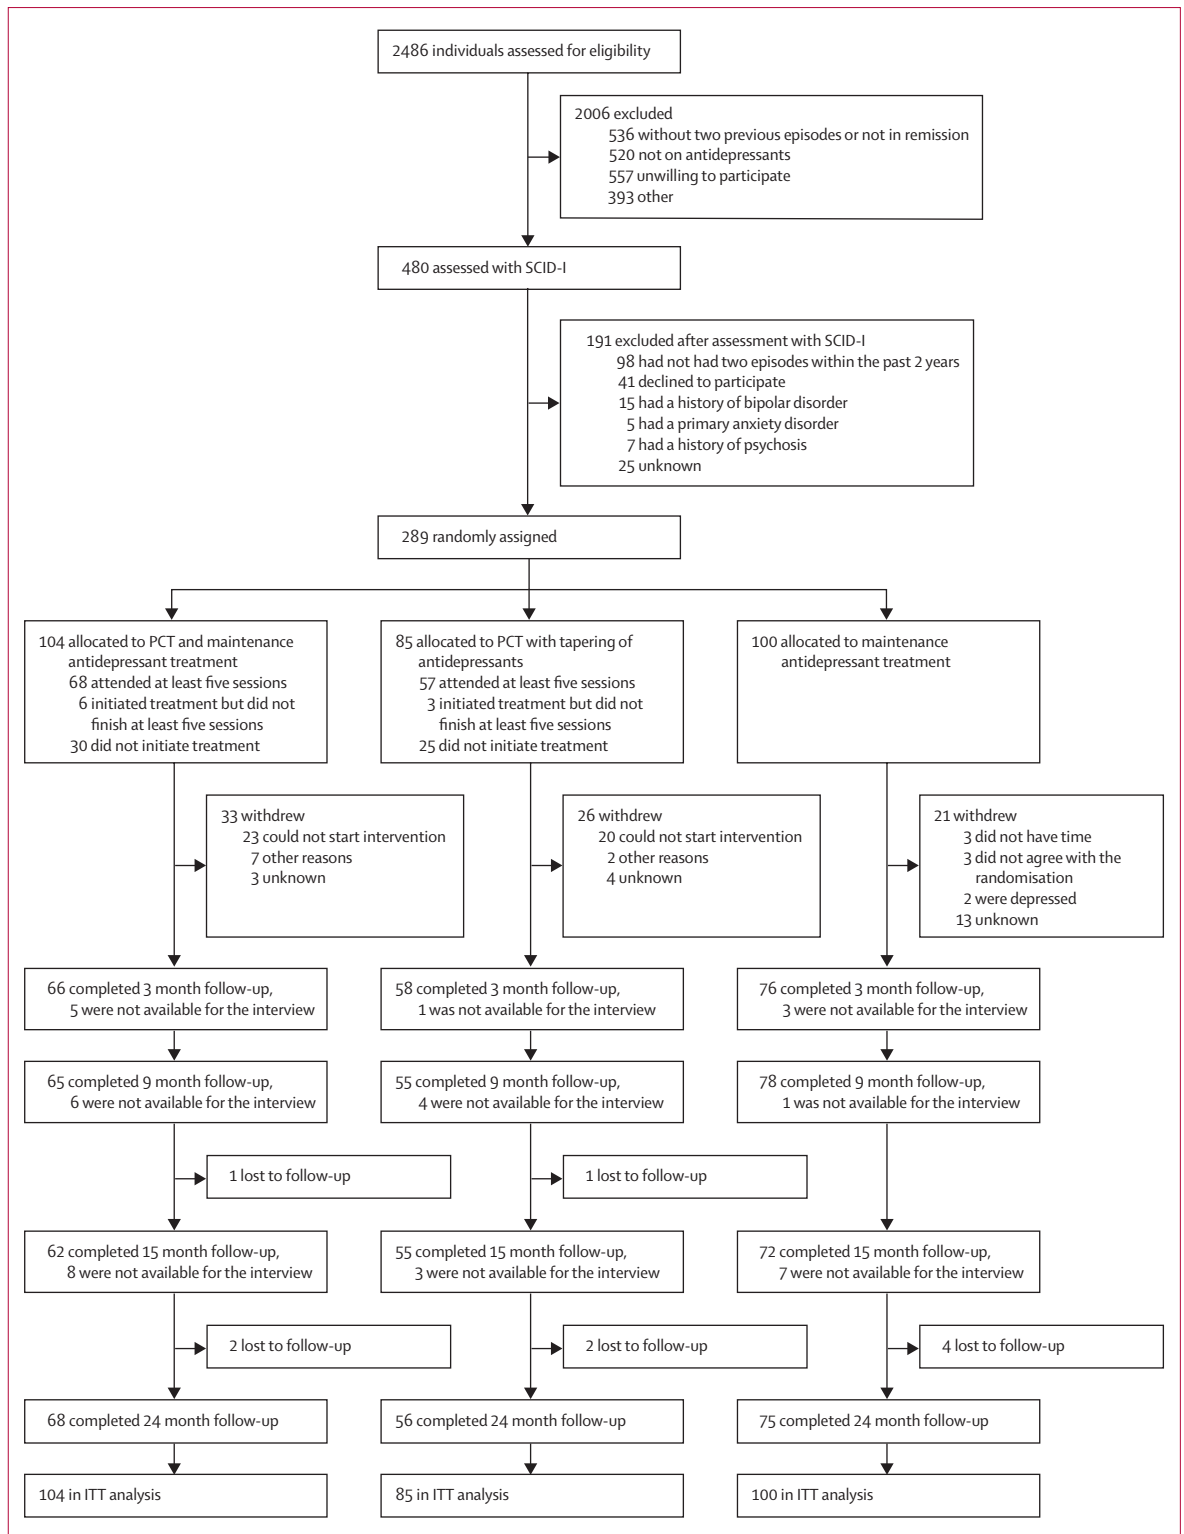 2486 individuals assessed for eligibility
2006 excluded
536 without two previous episodes or not in remission
520 not on antidepressants
557 unwilling to participate
393 other
480 assessed with SCID-I
191 excluded after assessment with SCID-I
98 had not had two episodes within the past 2 years
41 declined to participate
15 had a history of bipolar disorder
5 had a primary anxiety disorder
7 had a history of psychosis
25 unknown
289 randomly assigned
104 allocated to PCT and maintenance
antidepressant treatment
68 attended at least five sessions
6 initiated treatment but did not
finish at least five sessions
30 did not initiate treatment
85 allocated to PCT with tapering of
antidepressants
57 attended at least five sessions
3 initiated treatment but did not
finish at least five sessions
25 did not initiate treatment
100 allocated to maintenance
antidepressant treatment
33 withdrew
23 could not start intervention
7 other reasons
3 unknown
26 withdrew
20 could not start intervention
2 other reasons
4 unknown
21 withdrew
3 did not have time
3 did not agree with the
randomisation
2 were depressed
13 unknown
66 completed 3 month follow-up,
5 were not available for the interview
58 completed 3 month follow-up,
1 was not available for the interview
76 completed 3 month follow-up,
3 were not available for the interview
65 completed 9 month follow-up,
6 were not available for the interview
55 completed 9 month follow-up,
4 were not available for the interview
78 completed 9 month follow-up,
1 was not available for the interview
1 lost to follow-up
1 lost to follow-up
62 completed 15 month follow-up,
8 were not available for the interview
55 completed 15 month follow-up,
3 were not available for the interview
72 completed 15 month follow-up,
7 were not available for the interview
2 lost to follow-up
2 lost to follow-up
4 lost to follow-up
68 completed 24 month follow-up
56 completed 24 month follow-up
75 completed 24 month follow-up
104 in ITT analysis
85 in ITT analysis
100 in ITT analysis